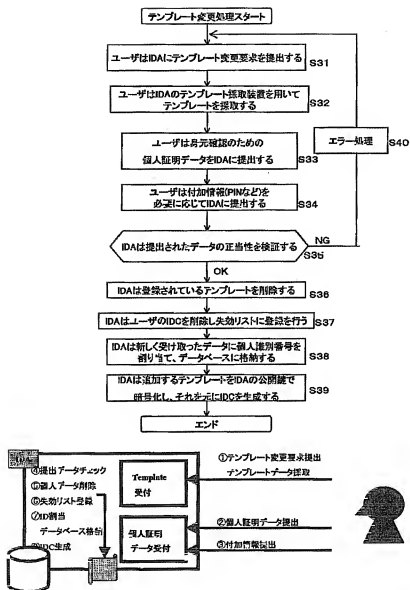 テンプレート変更処理スタート
ユーザはIDAにテンプレート変更要求を提出する
S31
ユーザはIDAのテンプレート採取装置を用いて
テンプレートを採取する
S32
ユーザは身元確認のための
個人証明データをIDAに提出する
S33
エラー処理
S40
ユーザは付加情報(PINなど)を
必要に応じてIDAに提出する
S34
IDAは提出されたデータの正当性を検証する
NG
S35
OK
IDAは登録されているテンプレートを削除する
S36
IDAはユーザのIDCを削除し失効リストに登録を行う
S37
IDAは新しく受け取ったデータに個人識別番号を
割り当て、データベースに格納する
S38
IDAは追加するテンプレートをIDAの公開鍵で
暗号化し、それを元にIDCを生成する
S39
エンド
IDA
④提出データチェック
⑤個人データ削除
⑥失効リスト登録
⑦ID割当
データベース格納
⑧IDC生成
Template
受付
個人証明
データ受付
①テンプレート変更要求提出
テンプレートデータ採取
②個人証明データ提出
③付加情報提出